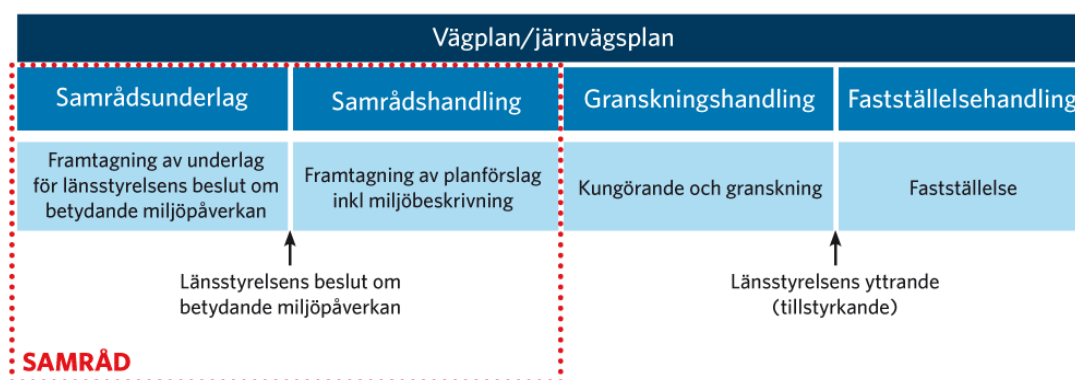 Vägplan/järnvägsplan
Samrådsunderlag
Samrådshandling
Granskningshandling
Fastställelsehandling
Framtagning av underlag
för länsstyrelsens beslut om
betydande miljöpåverkan
Framtagning av planförslag
inkl miljöbeskrivning
Kungörande och granskning
Fastställelse
Länsstyrelsens beslut om
betydande miljöpåverkan
Länsstyrelsens yttrande
(tillstyrkande)
SAMRÅD